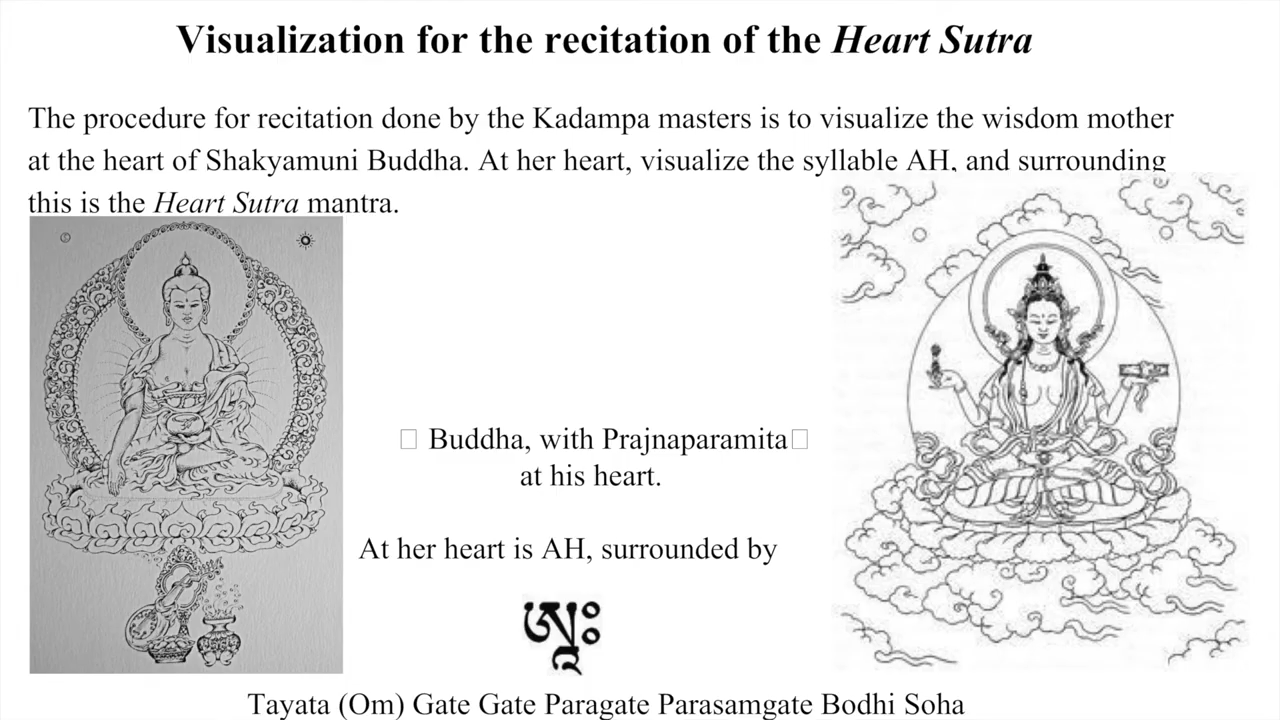 Visualization for the recitation of the Heart Sutra
The procedure for recitation done by the Kadampa masters is to visualize the wisdom mother
at the heart of Shakyamuni Buddha. At her heart, visualize the syllable AH, and surrounding
this is the Heart Sutra mantra.
□ Buddha, with Prajnaparamita□
at his heart.
At her heart is AH, surrounded by
ཨཱཿ
Tayata (Om) Gate Gate Paragate Parasamgate Bodhi Soha